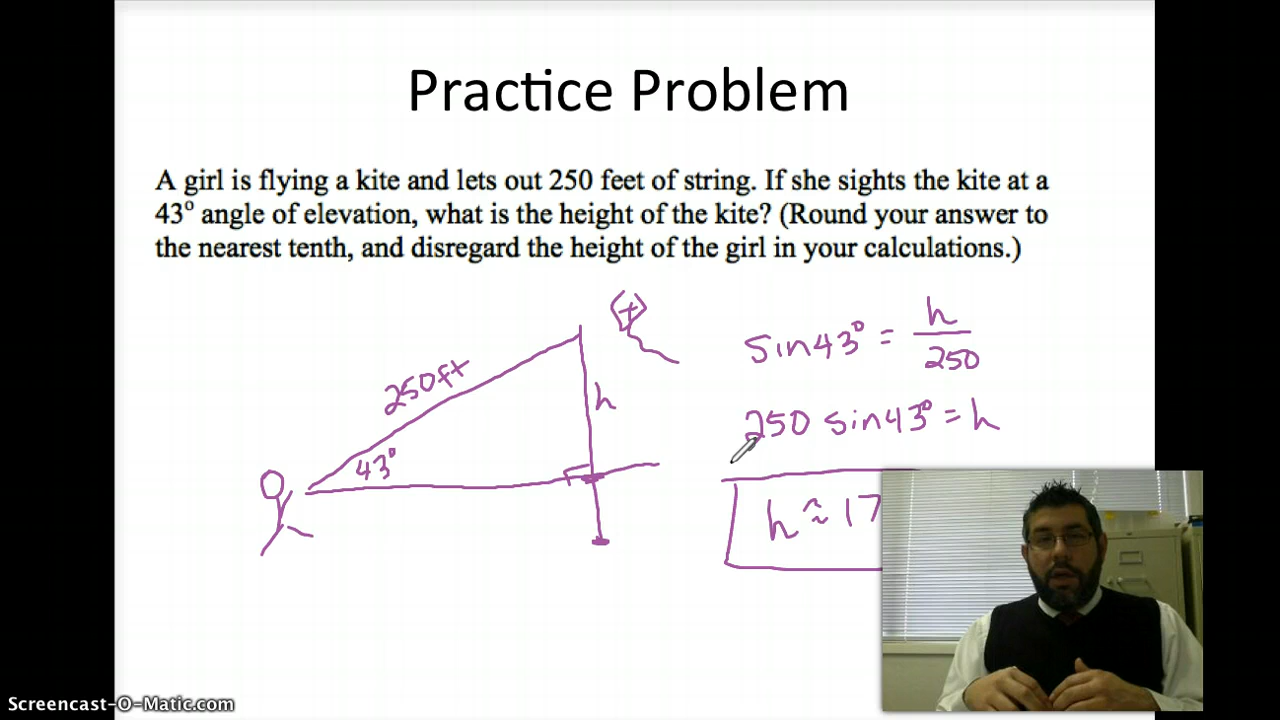 Practice Problem
A girl is flying a kite and lets out 250 feet of string. If she sights the kite at a
43° angle of elevation, what is the height of the kite? (Round your answer to
the nearest tenth, and disregard the height of the girl in your calculations.)
250ft
43°
h
sin43° = h/250
250 sin43° = h
h ≈ 17
Screencast-O-Matic.com